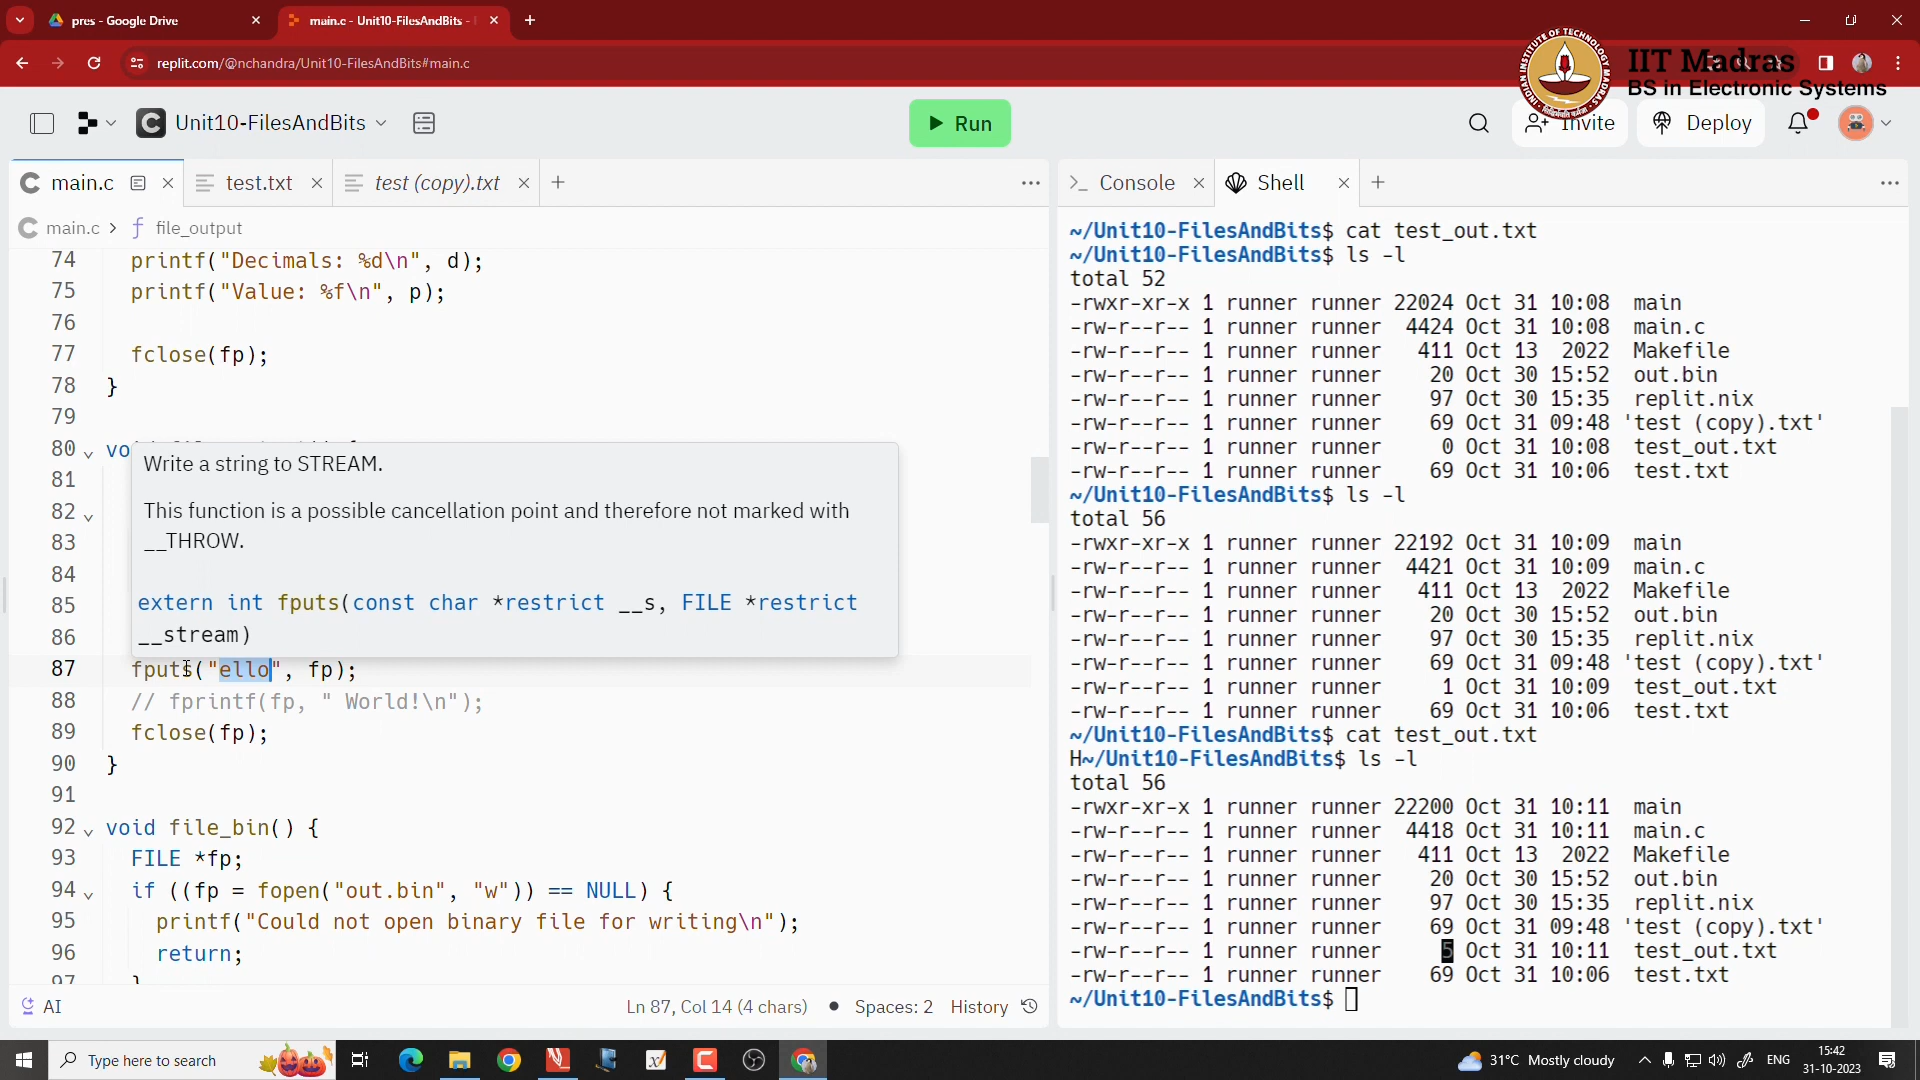 pres - Google Drive
main.c - Unit10-FilesAndBits -
replit.com/@nchandra/Unit10-FilesAndBits#main.c
IIT Madras
BS in Electronic Systems
INDIAN INSTITUTE OF TECHNOLOGY MADRAS
Unit10-FilesAndBits
Run
Invite
Deploy
main.c
test.txt
test (copy).txt
Console
Shell
main.c > file_output
74 printf("Decimals: %d\n", d);
75 printf("Value: %f\n", p);
76
77 fclose(fp);
78 }
79
80 vo
Write a string to STREAM.
81
82 This function is a possible cancellation point and therefore not marked with
83 __THROW.
84
85 extern int fputs(const char *restrict __s, FILE *restrict
86 __stream)
87 fputs("ello", fp);
88 // fprintf(fp, " World!\n");
89 fclose(fp);
90 }
91
92 void file_bin() {
93 FILE *fp;
94 if ((fp = fopen("out.bin", "w")) == NULL) {
95 printf("Could not open binary file for writing\n");
96 return;
97 }
AI
Ln 87, Col 14 (4 chars)
Spaces: 2
History
~/Unit10-FilesAndBits$ cat test_out.txt
~/Unit10-FilesAndBits$ ls -l
total 52
-rwxr-xr-x 1 runner runner 22024 Oct 31 10:08 main
-rw-r--r-- 1 runner runner 4424 Oct 31 10:08 main.c
-rw-r--r-- 1 runner runner 411 Oct 13 2022 Makefile
-rw-r--r-- 1 runner runner 20 Oct 30 15:52 out.bin
-rw-r--r-- 1 runner runner 97 Oct 30 15:35 replit.nix
-rw-r--r-- 1 runner runner 69 Oct 31 09:48 'test (copy).txt'
-rw-r--r-- 1 runner runner 0 Oct 31 10:08 test_out.txt
-rw-r--r-- 1 runner runner 69 Oct 31 10:06 test.txt
~/Unit10-FilesAndBits$ ls -l
total 56
-rwxr-xr-x 1 runner runner 22192 Oct 31 10:09 main
-rw-r--r-- 1 runner runner 4421 Oct 31 10:09 main.c
-rw-r--r-- 1 runner runner 411 Oct 13 2022 Makefile
-rw-r--r-- 1 runner runner 20 Oct 30 15:52 out.bin
-rw-r--r-- 1 runner runner 97 Oct 30 15:35 replit.nix
-rw-r--r-- 1 runner runner 69 Oct 31 09:48 'test (copy).txt'
-rw-r--r-- 1 runner runner 1 Oct 31 10:09 test_out.txt
-rw-r--r-- 1 runner runner 69 Oct 31 10:06 test.txt
~/Unit10-FilesAndBits$ cat test_out.txt
H~/Unit10-FilesAndBits$ ls -l
total 56
-rwxr-xr-x 1 runner runner 22200 Oct 31 10:11 main
-rw-r--r-- 1 runner runner 4418 Oct 31 10:11 main.c
-rw-r--r-- 1 runner runner 411 Oct 13 2022 Makefile
-rw-r--r-- 1 runner runner 20 Oct 30 15:52 out.bin
-rw-r--r-- 1 runner runner 97 Oct 30 15:35 replit.nix
-rw-r--r-- 1 runner runner 69 Oct 31 09:48 'test (copy).txt'
-rw-r--r-- 1 runner runner 5 Oct 31 10:11 test_out.txt
-rw-r--r-- 1 runner runner 69 Oct 31 10:06 test.txt
~/Unit10-FilesAndBits$
Type here to search
31°C Mostly cloudy
ENG
15:42
31-10-2023